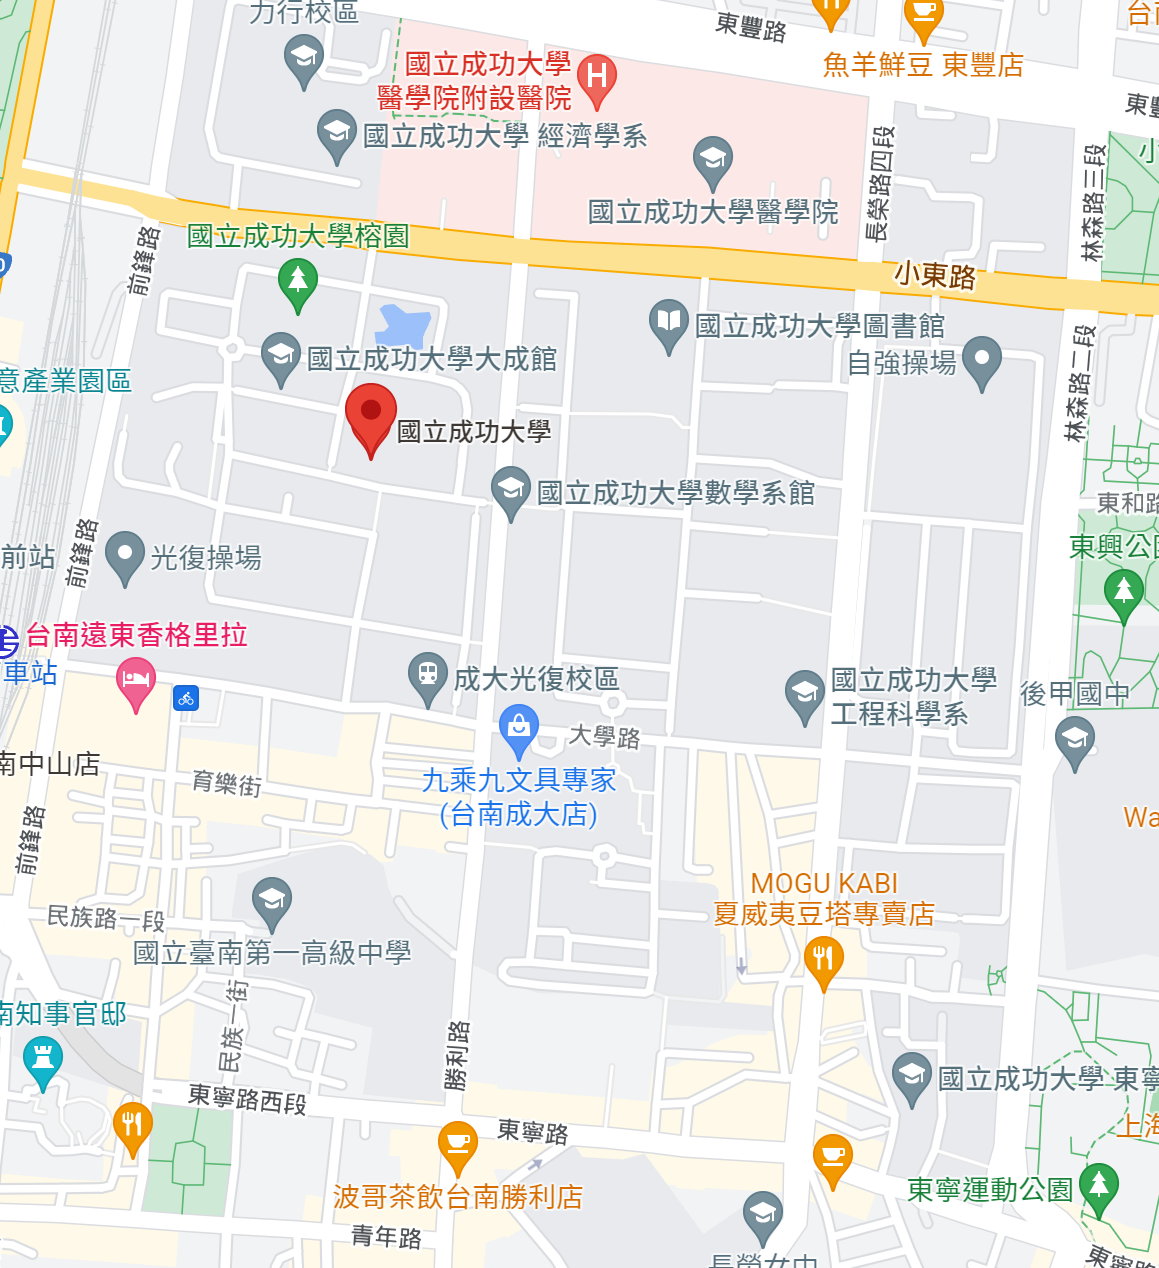 力行校區
東豐路
台南
魚羊鮮豆 東豐店
國立成功大學
醫學院附設醫院
東豐
國立成功大學 經濟學系
長榮路四段
林森路三段
小
國立成功大學醫學院
前鋒路
國立成功大學榕園
小東路
國立成功大學圖書館
自強操場
國立成功大學大成館
意產業園區
林森路二段
國立成功大學
國立成功大學數學系館
東和路
前鋒路
前站
光復操場
東興公園
台南遠東香格里拉
車站
成大光復校區
國立成功大學
工程科學系
後甲國中
大學路
南中山店
育樂街
九乘九文具專家
(台南成大店)
Wa
前鋒路
MOGU KABI
夏威夷豆塔專賣店
民族路一段
國立臺南第一高級中學
南知事官邸
民族一街
勝利路
國立成功大學 東寧
東寧路西段
東寧路
上海
波哥茶飲台南勝利店
東寧運動公園
青年路
長榮女中
東寧路